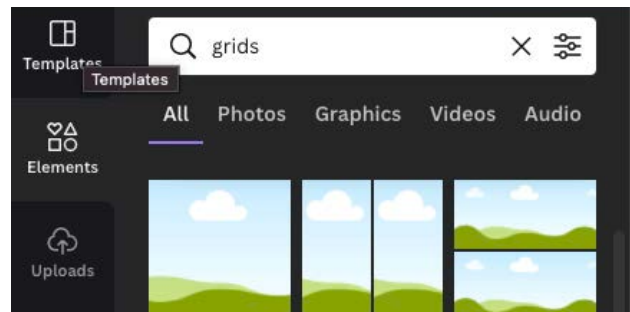 Templates
Templates
Elements
Uploads
grids
All Photos Graphics Videos Audio